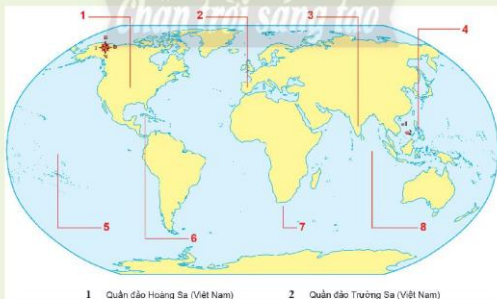 Chân trời sáng tạo
1 2 3 4
5 6 7 8
1 Quần đảo Hoàng Sa (Việt Nam) 2 Quần đảo Trường Sa (Việt Nam)